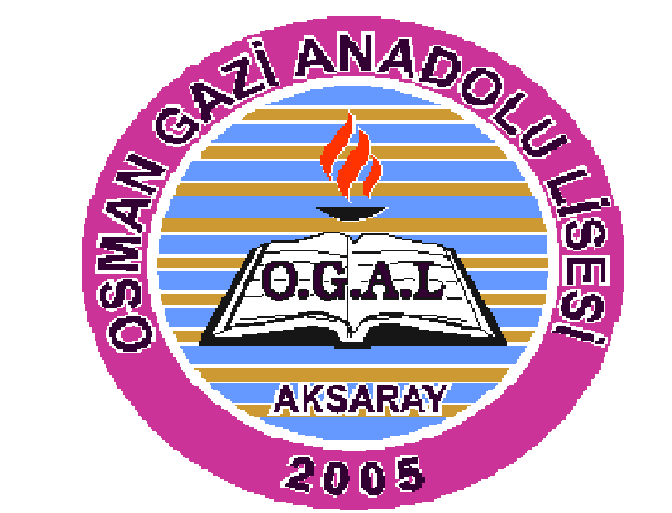 OSMAN GAZİ ANADOLU LİSESİ
O.G.A.L
AKSARAY
2005